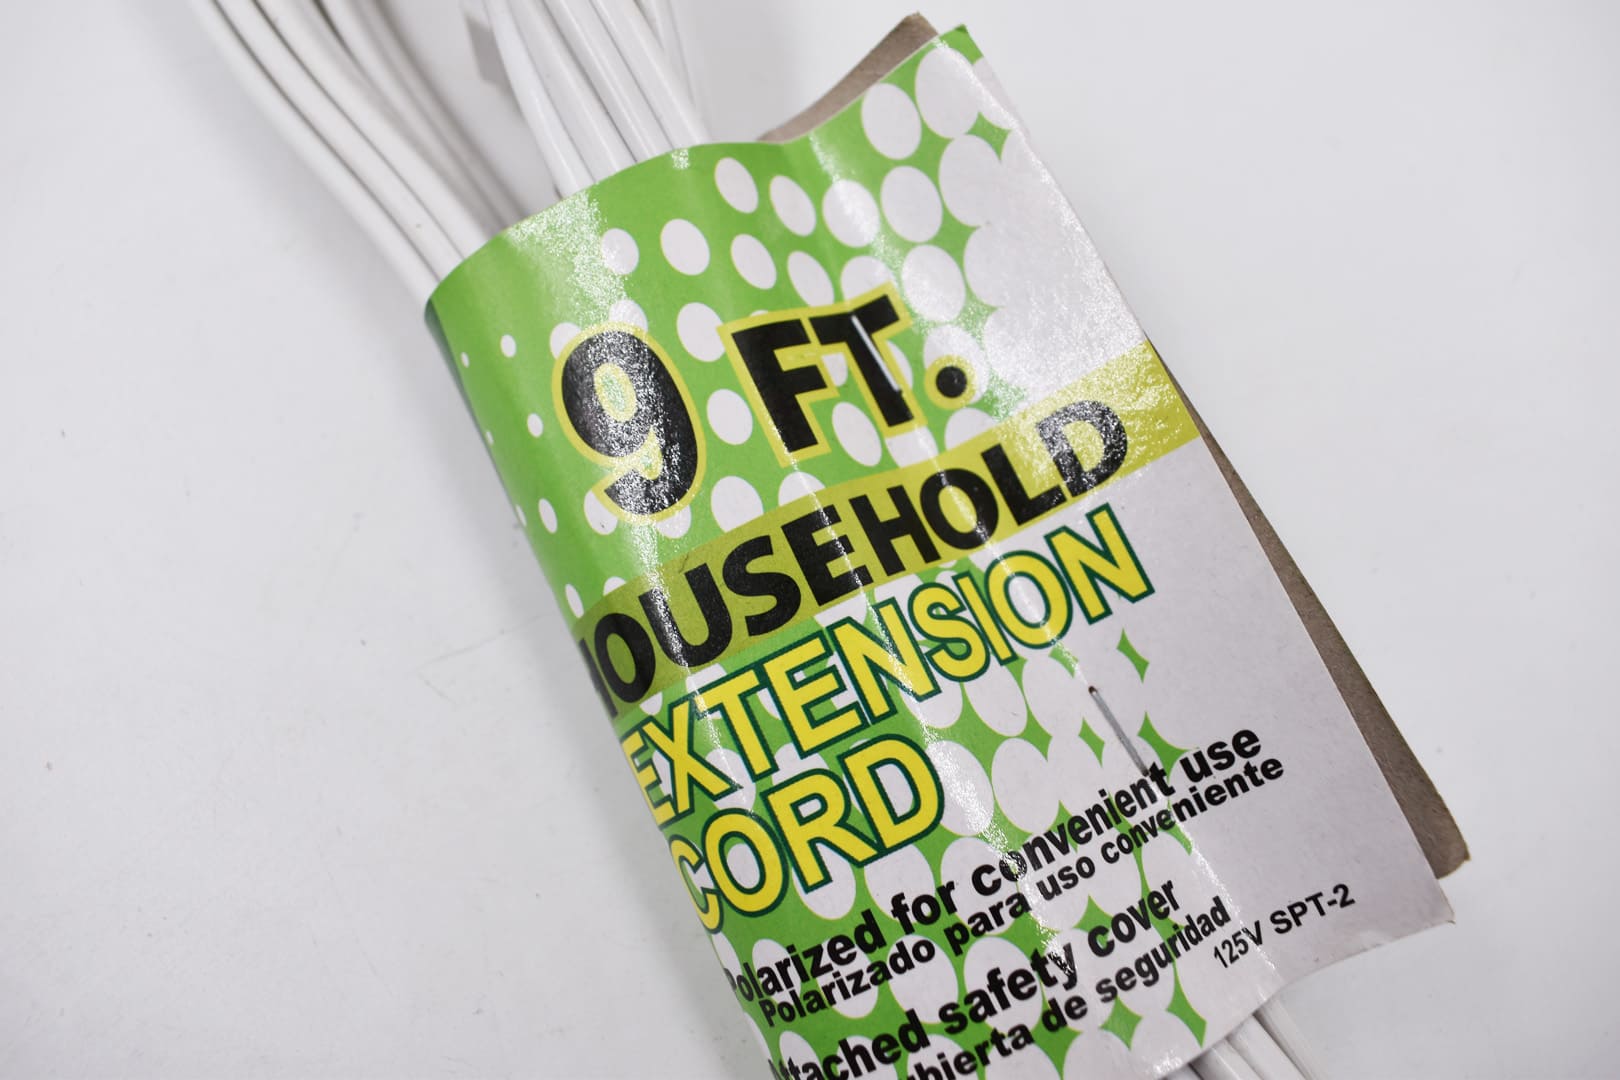 9 FT.
HOUSEHOLD
EXTENSION
CORD
Polarized for convenient use
Polarizado para uso conveniente
Attached safety cover
Cubierta de seguridad
125V SPT-2